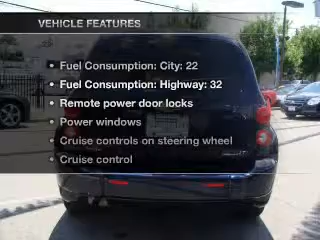 VEHICLE FEATURES
• Fuel Consumption: City: 22
• Fuel Consumption: Highway: 32
• Remote power door locks
• Power windows
• Cruise controls on steering wheel
• Cruise control